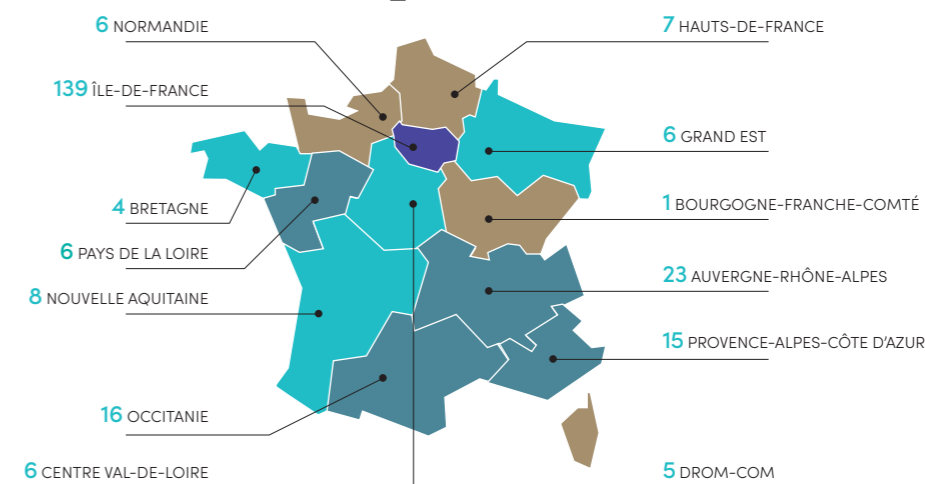 6 NORMANDIE
139 ÎLE-DE-FRANCE
4 BRETAGNE
6 PAYS DE LA LOIRE
8 NOUVELLE AQUITAINE
16 OCCITANIE
6 CENTRE VAL-DE-LOIRE
7 HAUTS-DE-FRANCE
6 GRAND EST
1 BOURGOGNE-FRANCHE-COMTÉ
23 AUVERGNE-RHÔNE-ALPES
15 PROVENCE-ALPES-CÔTE D'AZUR
5 DROM-COM